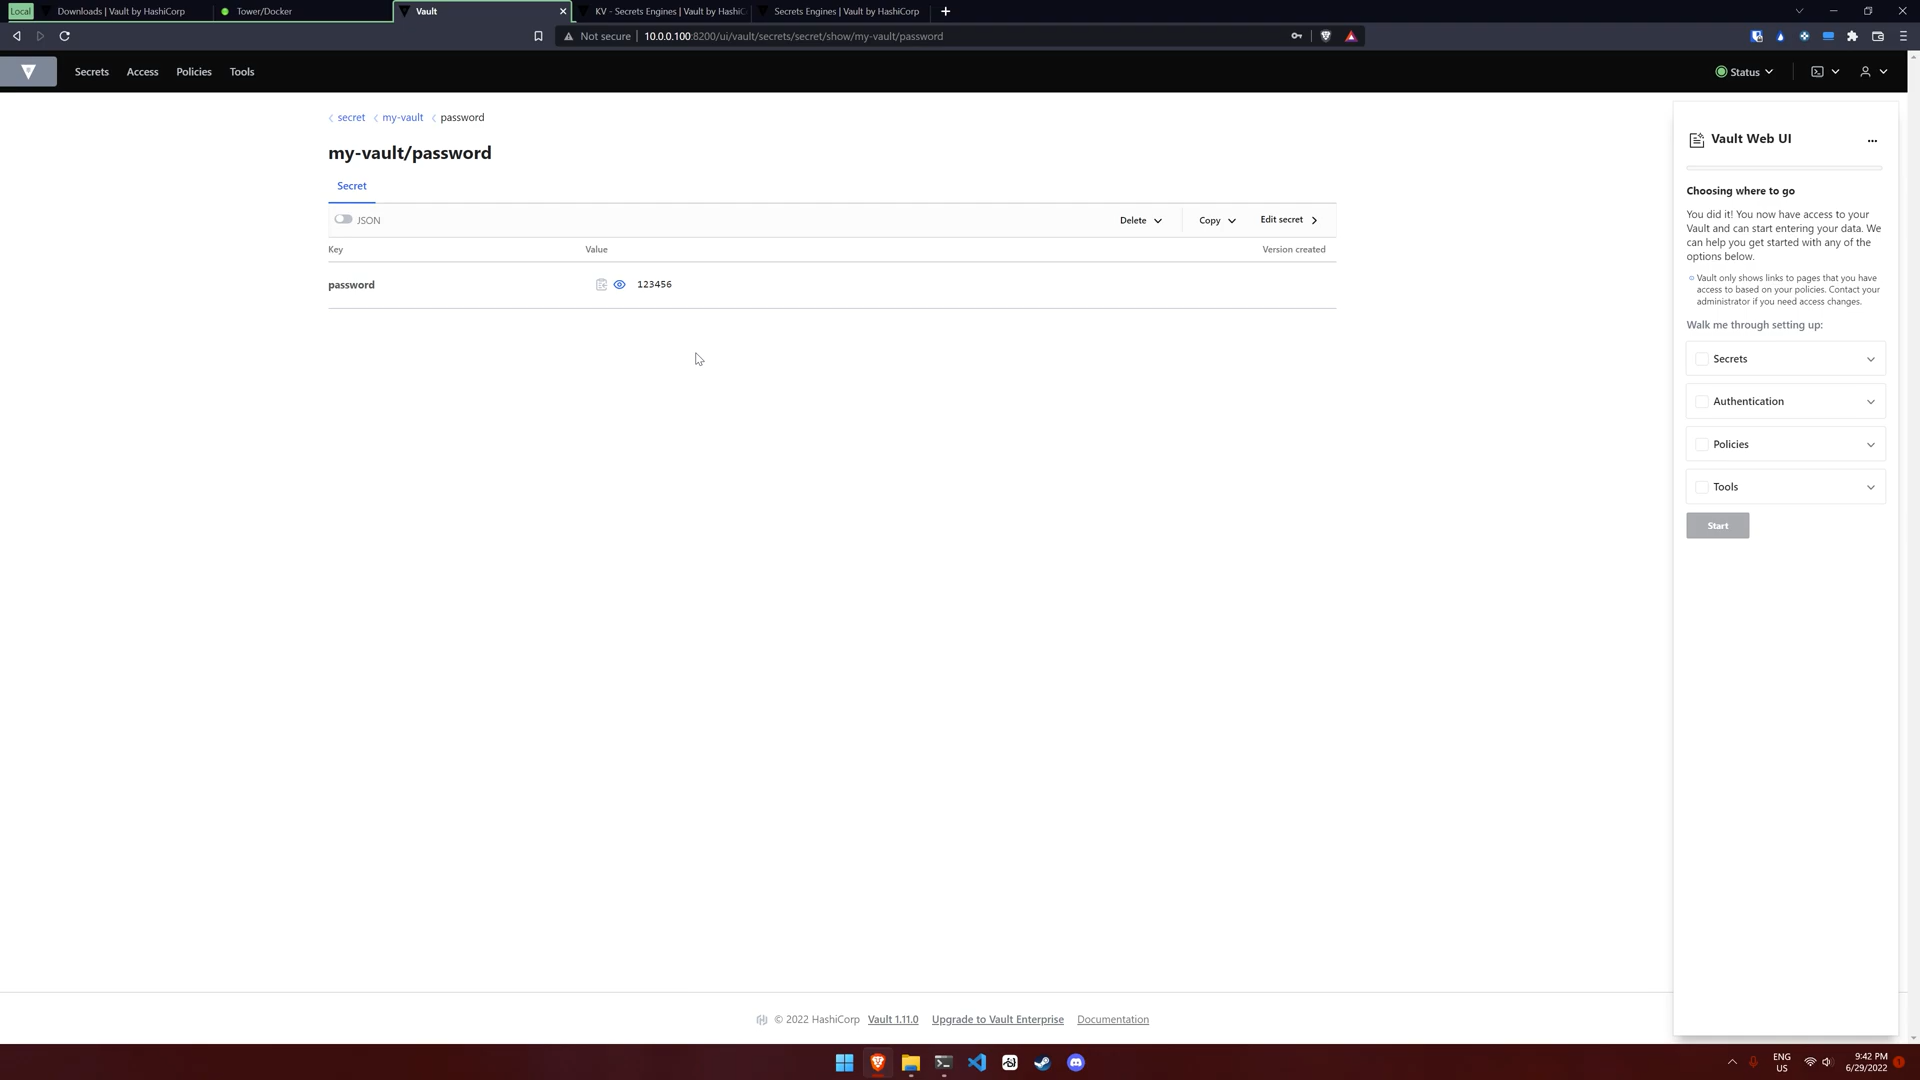 Local
Downloads | Vault by HashiCorp
Tower/Docker
Vault
KV - Secrets Engines | Vault by HashiC
Secrets Engines | Vault by HashiCorp
Not secure
10.0.0.100:8200/ui/vault/secrets/secret/show/my-vault/password
Secrets
Access
Policies
Tools
Status
secret
my-vault
password
my-vault/password
Secret
JSON
Delete
Copy
Edit secret
Key
Value
Version created
password
123456
Vault Web UI
Choosing where to go
You did it! You now have access to your
Vault and can start entering your data. We
can help you get started with any of the
options below.
Vault only shows links to pages that you have
access to based on your policies. Contact your
administrator if you need access changes.
Walk me through setting up:
Secrets
Authentication
Policies
Tools
Start
© 2022 HashiCorp
Vault 1.11.0
Upgrade to Vault Enterprise
Documentation
ENG
US
9:42 PM
6/29/2022
1